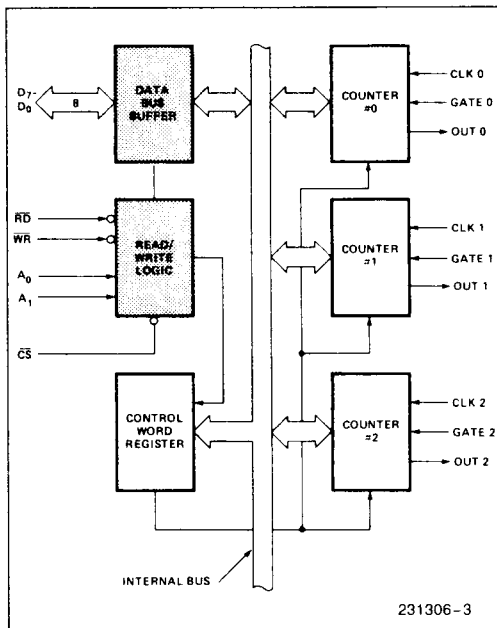 D7-
D0
8
DATA
BUS
BUFFER
COUNTER
#0
CLK 0
GATE 0
OUT 0
RD
WR
A0
A1
CS
READ/
WRITE
LOGIC
COUNTER
#1
CLK 1
GATE 1
OUT 1
CONTROL
WORD
REGISTER
COUNTER
#2
CLK 2
GATE 2
OUT 2
INTERNAL BUS
231306-3